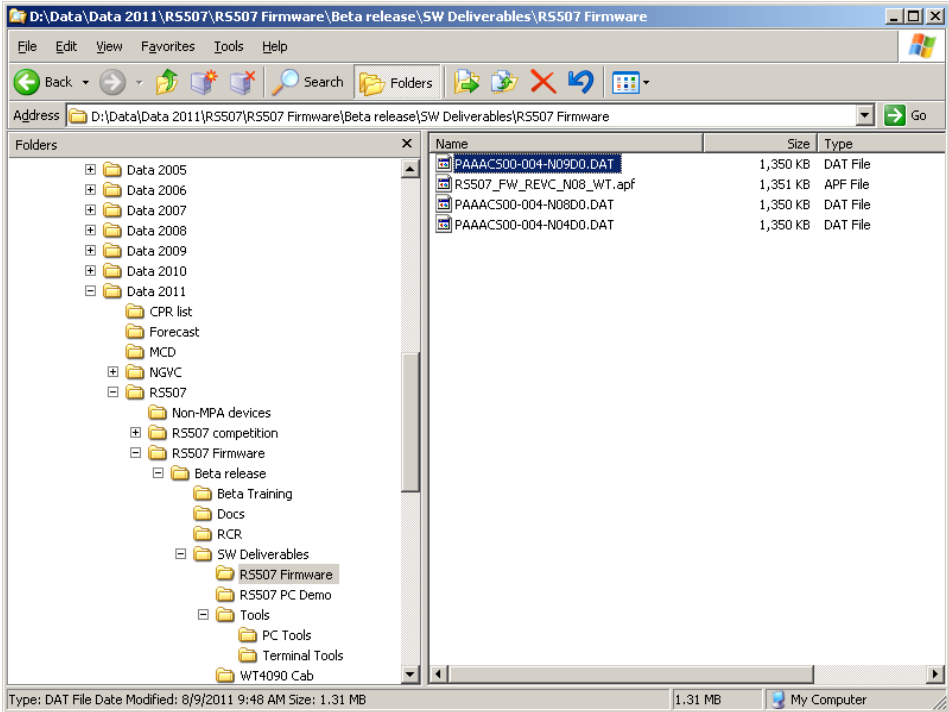 D:\Data\Data 2011\RS507\RS507 Firmware\Beta release\SW Deliverables\RS507 Firmware
File Edit View Favorites Tools Help
Back Search Folders
Address D:\Data\Data 2011\RS507\RS507 Firmware\Beta release\SW Deliverables\RS507 Firmware Go
Folders
Data 2005
Data 2006
Data 2007
Data 2008
Data 2009
Data 2010
Data 2011
CPR list
Forecast
MCD
NGVC
RS507
Non-MPA devices
RS507 competition
RS507 Firmware
Beta release
Beta Training
Docs
RCR
SW Deliverables
RS507 Firmware
RS507 PC Demo
Tools
PC Tools
Terminal Tools
WT4090 Cab
Name Size Type
PAAACS00-004-N09D0.DAT 1,350 KB DAT File
RS507_FW_REVC_N08_WT.apf 1,351 KB APF File
PAAACS00-004-N08D0.DAT 1,350 KB DAT File
PAAACS00-004-N04D0.DAT 1,350 KB DAT File
Type: DAT File Date Modified: 8/9/2011 9:48 AM Size: 1.31 MB 1.31 MB My Computer